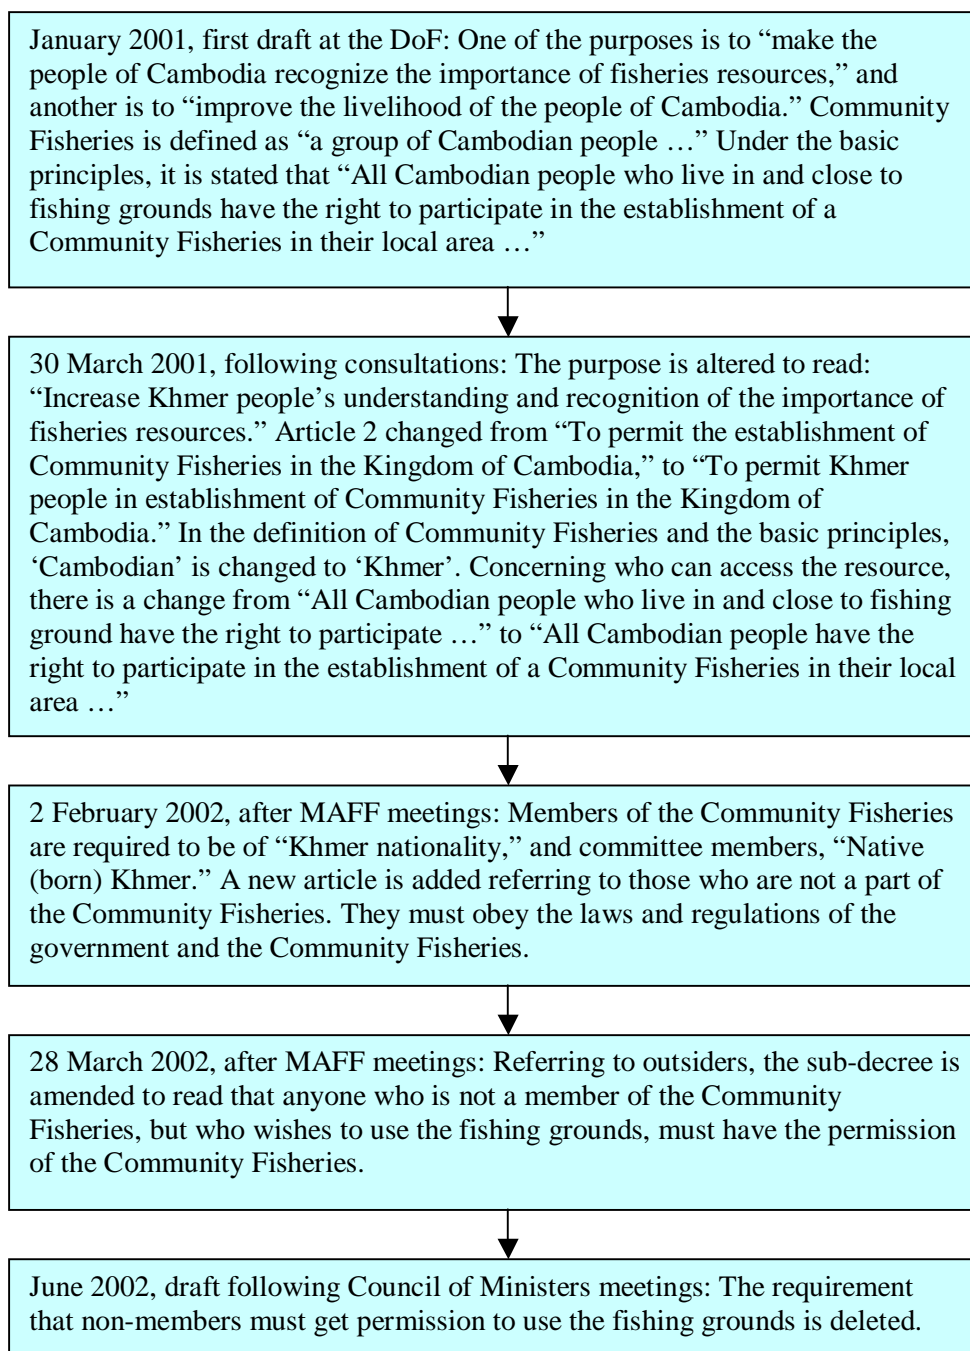 January 2001, first draft at the DoF: One of the purposes is to “make the
people of Cambodia recognize the importance of fisheries resources,” and
another is to “improve the livelihood of the people of Cambodia.” Community
Fisheries is defined as “a group of Cambodian people …” Under the basic
principles, it is stated that “All Cambodian people who live in and close to
fishing grounds have the right to participate in the establishment of a
Community Fisheries in their local area …”
30 March 2001, following consultations: The purpose is altered to read:
“Increase Khmer people’s understanding and recognition of the importance of
fisheries resources.” Article 2 changed from “To permit the establishment of
Community Fisheries in the Kingdom of Cambodia,” to “To permit Khmer
people in establishment of Community Fisheries in the Kingdom of
Cambodia.” In the definition of Community Fisheries and the basic principles,
‘Cambodian’ is changed to ‘Khmer’. Concerning who can access the resource,
there is a change from “All Cambodian people who live in and close to fishing
ground have the right to participate …” to “All Cambodian people have the
right to participate in the establishment of a Community Fisheries in their local
area …”
2 February 2002, after MAFF meetings: Members of the Community Fisheries
are required to be of “Khmer nationality,” and committee members, “Native
(born) Khmer.” A new article is added referring to those who are not a part of
the Community Fisheries. They must obey the laws and regulations of the
government and the Community Fisheries.
28 March 2002, after MAFF meetings: Referring to outsiders, the sub-decree is
amended to read that anyone who is not a member of the Community
Fisheries, but who wishes to use the fishing grounds, must have the permission
of the Community Fisheries.
June 2002, draft following Council of Ministers meetings: The requirement
that non-members must get permission to use the fishing grounds is deleted.